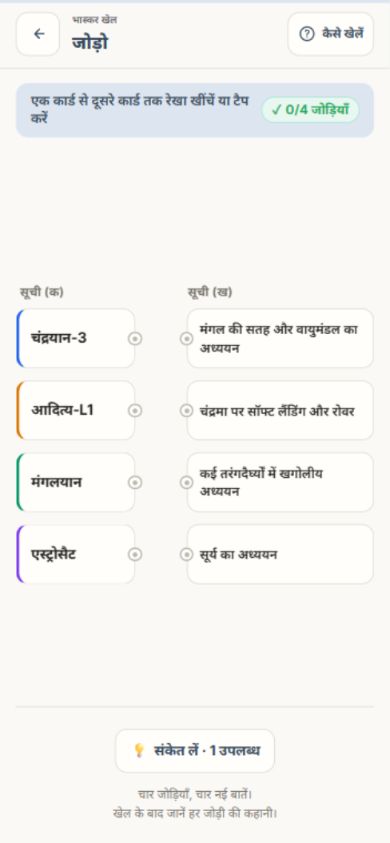 भास्कर खेल
जोड़ो
कैसे खेलें
एक कार्ड से दूसरे कार्ड तक रेखा खींचें या टैप
करें
✓ 0/4 जोड़ियाँ
सूची (क)
सूची (ख)
चंद्रयान-3
मंगल की सतह और वायुमंडल का
अध्ययन
आदित्य-L1
चंद्रमा पर सॉफ्ट लैंडिंग और रोवर
मंगलयान
कई तरंगदैर्घ्यों में खगोलीय
अध्ययन
एस्ट्रोसैट
सूर्य का अध्ययन
संकेत लें · 1 उपलब्ध
चार जोड़ियाँ, चार नई बातें।
खेल के बाद जानें हर जोड़ी की कहानी।